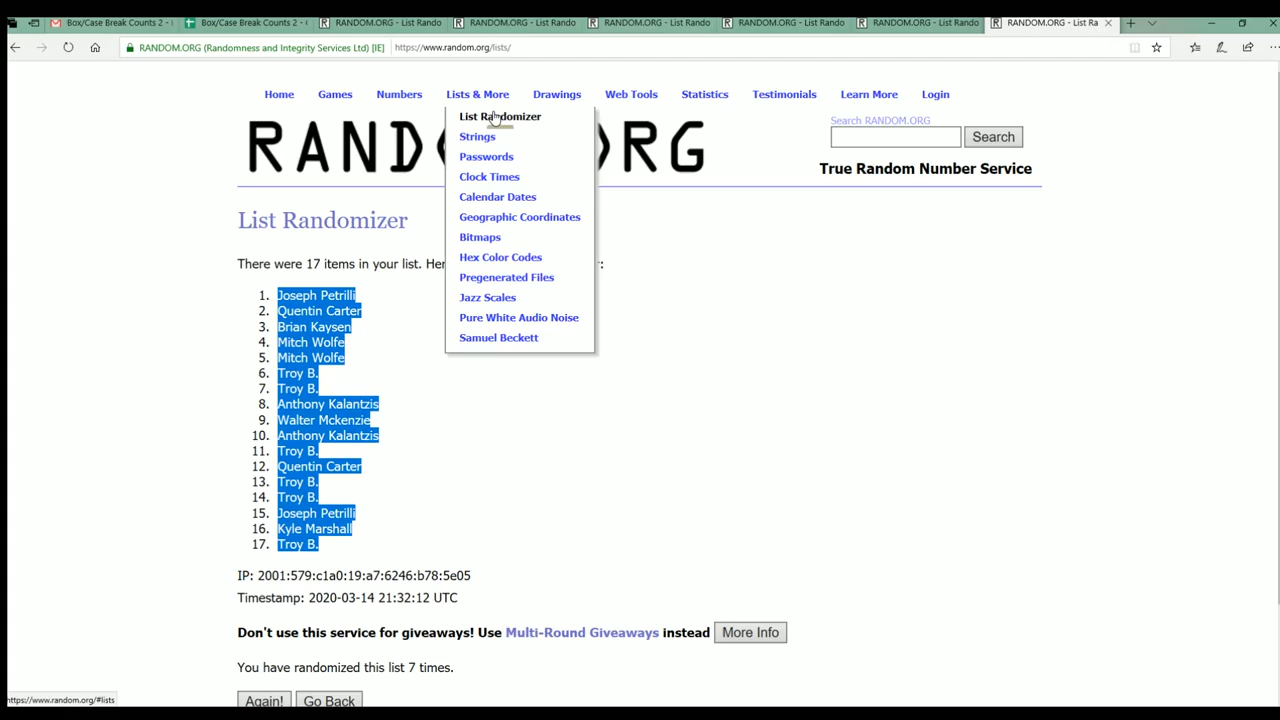 Box/Case Break Counts 2 -
Box/Case Break Counts 2 -
RANDOM.ORG - List Rando
RANDOM.ORG - List Rando
RANDOM.ORG - List Rando
RANDOM.ORG - List Rando
RANDOM.ORG - List Rando
RANDOM.ORG - List Ra
RANDOM.ORG (Randomness and Integrity Services Ltd) [IE]
https://www.random.org/lists/
Home Games Numbers Lists & More Drawings Web Tools Statistics Testimonials Learn More Login
List Randomizer
Strings
Passwords
Clock Times
Calendar Dates
Geographic Coordinates
Bitmaps
Hex Color Codes
Pregenerated Files
Jazz Scales
Pure White Audio Noise
Samuel Beckett
RAND RG
Search RANDOM.ORG
Search
True Random Number Service
List Randomizer
There were 17 items in your list. Her :
1. Joseph Petrilli
2. Quentin Carter
3. Brian Kaysen
4. Mitch Wolfe
5. Mitch Wolfe
6. Troy B.
7. Troy B.
8. Anthony Kalantzis
9. Walter Mckenzie
10. Anthony Kalantzis
11. Troy B.
12. Quentin Carter
13. Troy B.
14. Troy B.
15. Joseph Petrilli
16. Kyle Marshall
17. Troy B.
IP: 2001:579:c1a0:19:a7:6246:b78:5e05
Timestamp: 2020-03-14 21:32:12 UTC
Don't use this service for giveaways! Use Multi-Round Giveaways instead More Info
You have randomized this list 7 times.
Again! Go Back
https://www.random.org/#lists